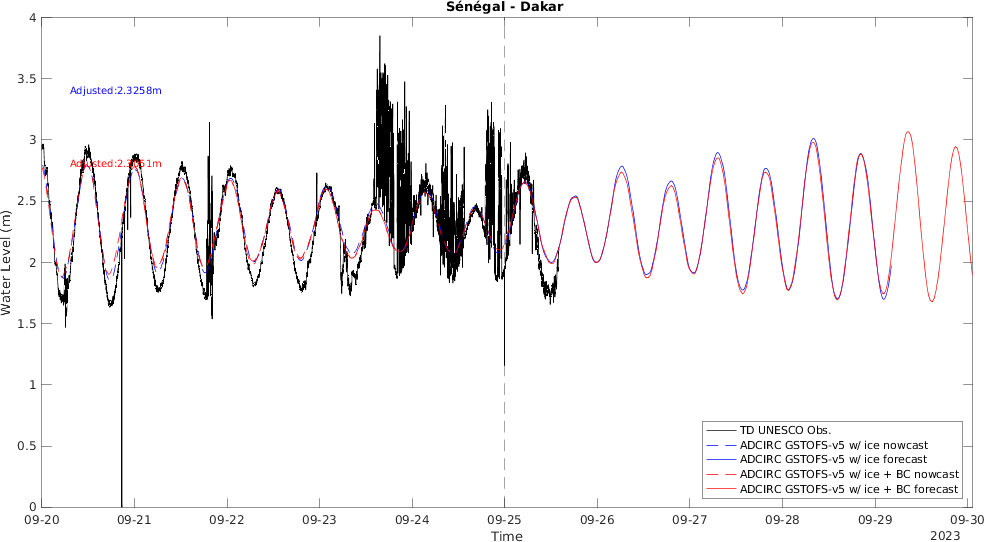 Sénégal - Dakar
4
3.5
3
2.5
2
1.5
1
0.5
0
Water Level (m)
Adjusted:2.3258m
TD UNESCO Obs.
ADCIRC GSTOFS-v5 w/ ice nowcast
ADCIRC GSTOFS-v5 w/ ice forecast
ADCIRC GSTOFS-v5 w/ ice + BC nowcast
ADCIRC GSTOFS-v5 w/ ice + BC forecast
09-20 09-21 09-22 09-23 09-24 09-25 09-26 09-27 09-28 09-29 09-30
Time
2023